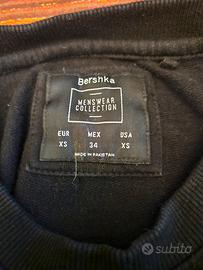 Bershka
MENSWEAR
COLLECTION
EUR MEX USA
XS 34 XS
MADE IN PAKISTAN
subito